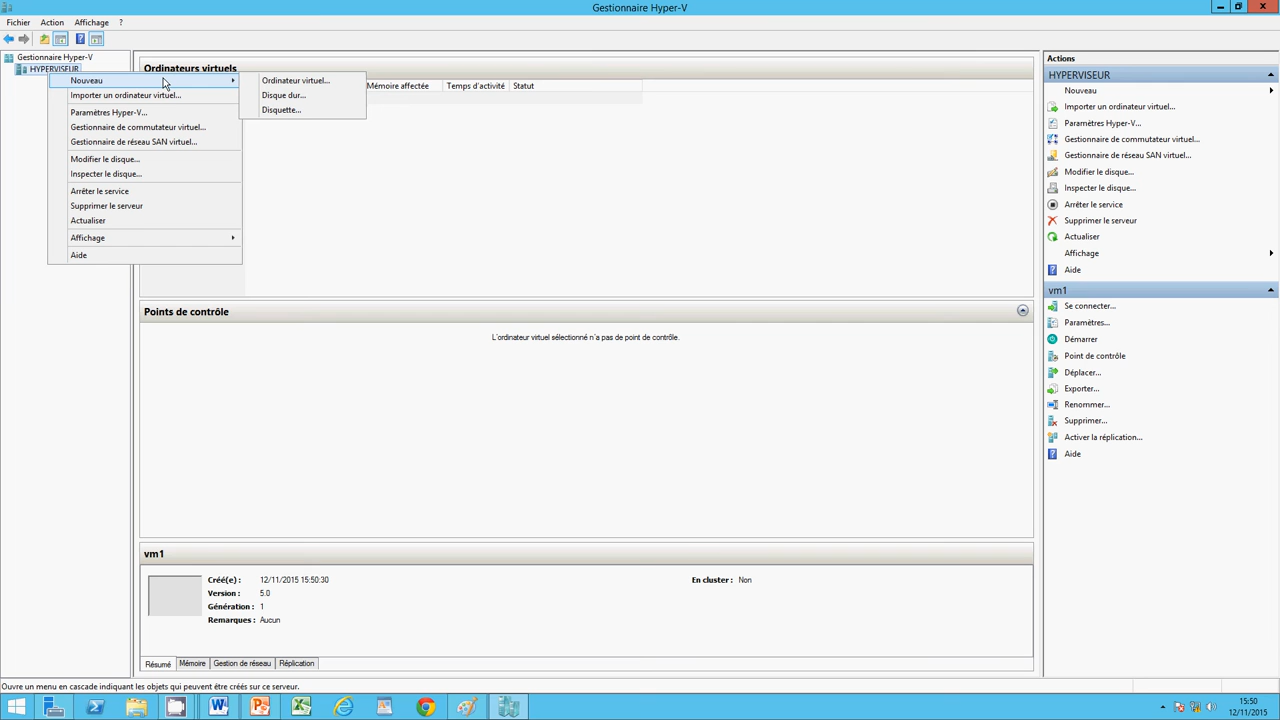 Gestionnaire Hyper-V
Fichier Action Affichage ?
Gestionnaire Hyper-V
HYPERVISEUR
Nouveau
Importer un ordinateur virtuel...
Paramètres Hyper-V...
Gestionnaire de commutateur virtuel...
Gestionnaire de réseau SAN virtuel...
Modifier le disque...
Inspecter le disque...
Arrêter le service
Supprimer le serveur
Actualiser
Affichage
Aide
Ordinateur virtuel...
Disque dur...
Disquette...
Ordinateurs virtuels
Mémoire affectée Temps d'activité Statut
Points de contrôle
L'ordinateur virtuel sélectionné n'a pas de point de contrôle.
vm1
Créé(e) : 12/11/2015 15:50:30 En cluster : Non
Version : 5.0
Génération : 1
Remarques : Aucun
Résumé Mémoire Gestion de réseau Réplication
Actions
HYPERVISEUR
Nouveau
Importer un ordinateur virtuel...
Paramètres Hyper-V...
Gestionnaire de commutateur virtuel...
Gestionnaire de réseau SAN virtuel...
Modifier le disque...
Inspecter le disque...
Arrêter le service
Supprimer le serveur
Actualiser
Affichage
Aide
vm1
Se connecter...
Paramètres...
Démarrer
Point de contrôle
Déplacer...
Exporter...
Renommer...
Supprimer...
Activer la réplication...
Aide
Ouvre un menu en cascade indiquant les objets qui peuvent être créés sur ce serveur.
15:50
12/11/2015